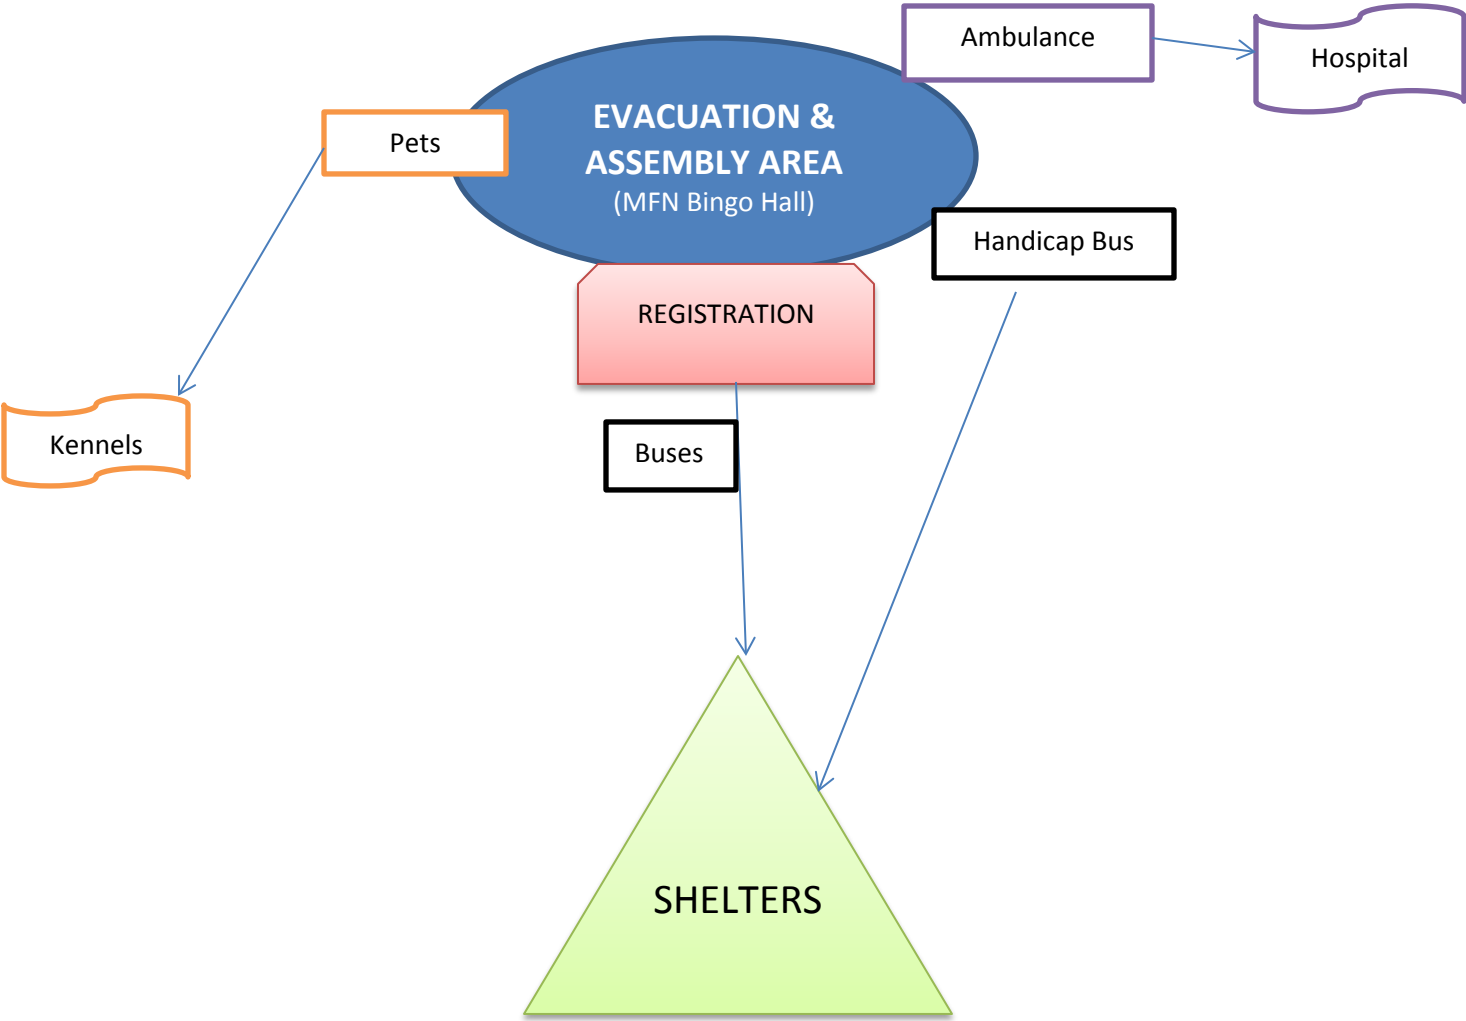 Ambulance
Hospital
EVACUATION &
ASSEMBLY AREA
(MFN Bingo Hall)
Pets
Handicap Bus
REGISTRATION
Kennels
Buses
SHELTERS